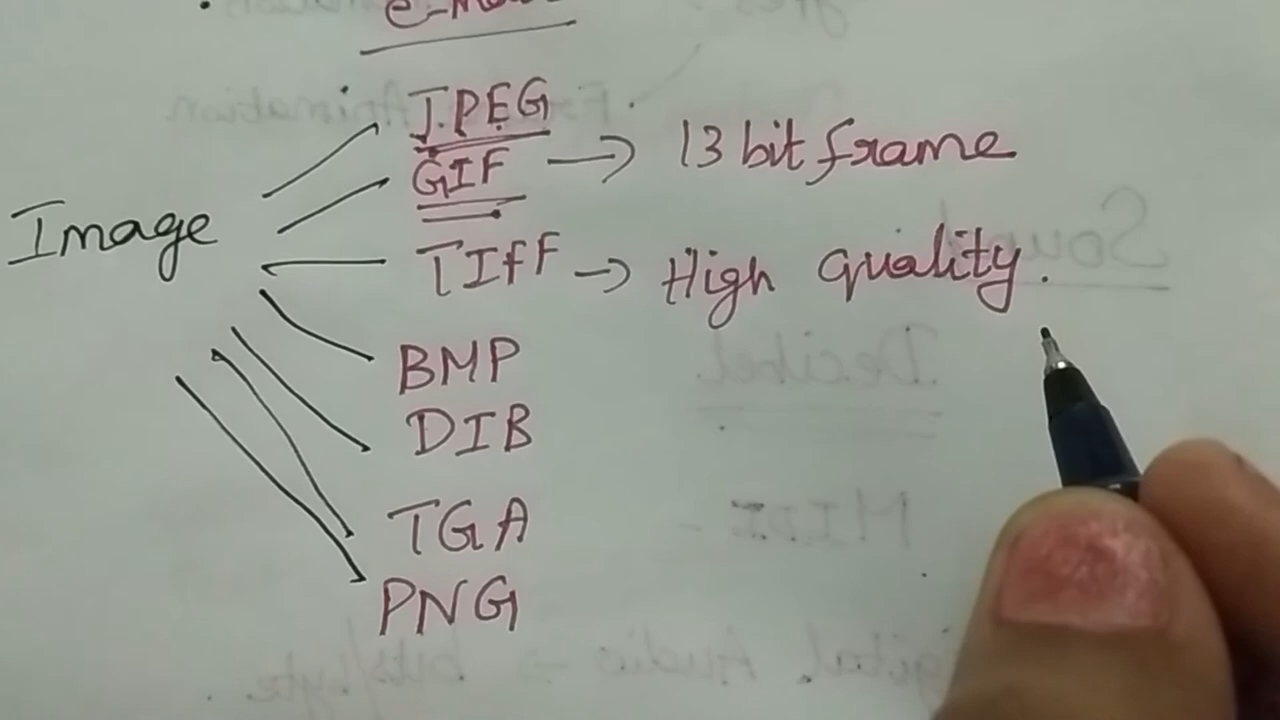 JPEG
GIF → 13 bit frame
Image
TIFF → High quality.
BMP
DIB
TGA
PNG